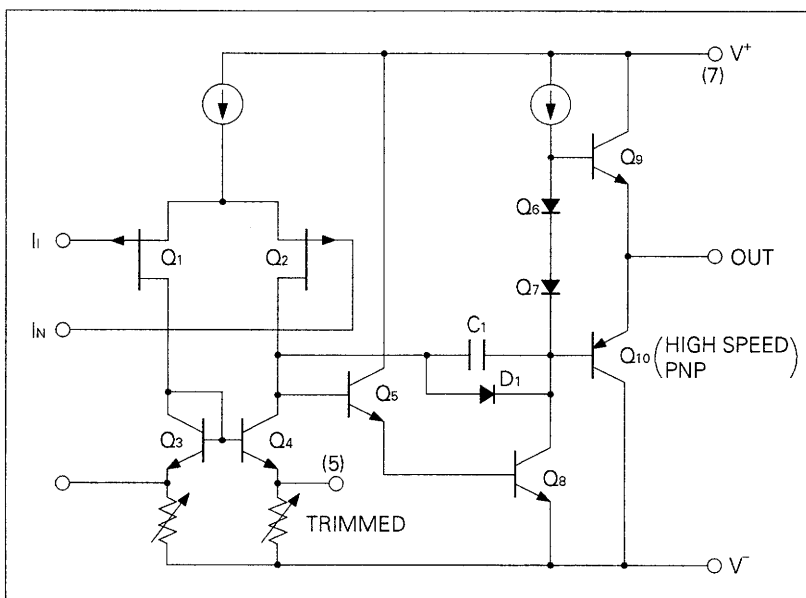 V+
(7)
Q9
Q6
II
Q1
Q2
OUT
Q7
IN
C1
Q10 (HIGH SPEED)
PNP
D1
Q5
Q3
Q4
(5)
Q8
TRIMMED
V-